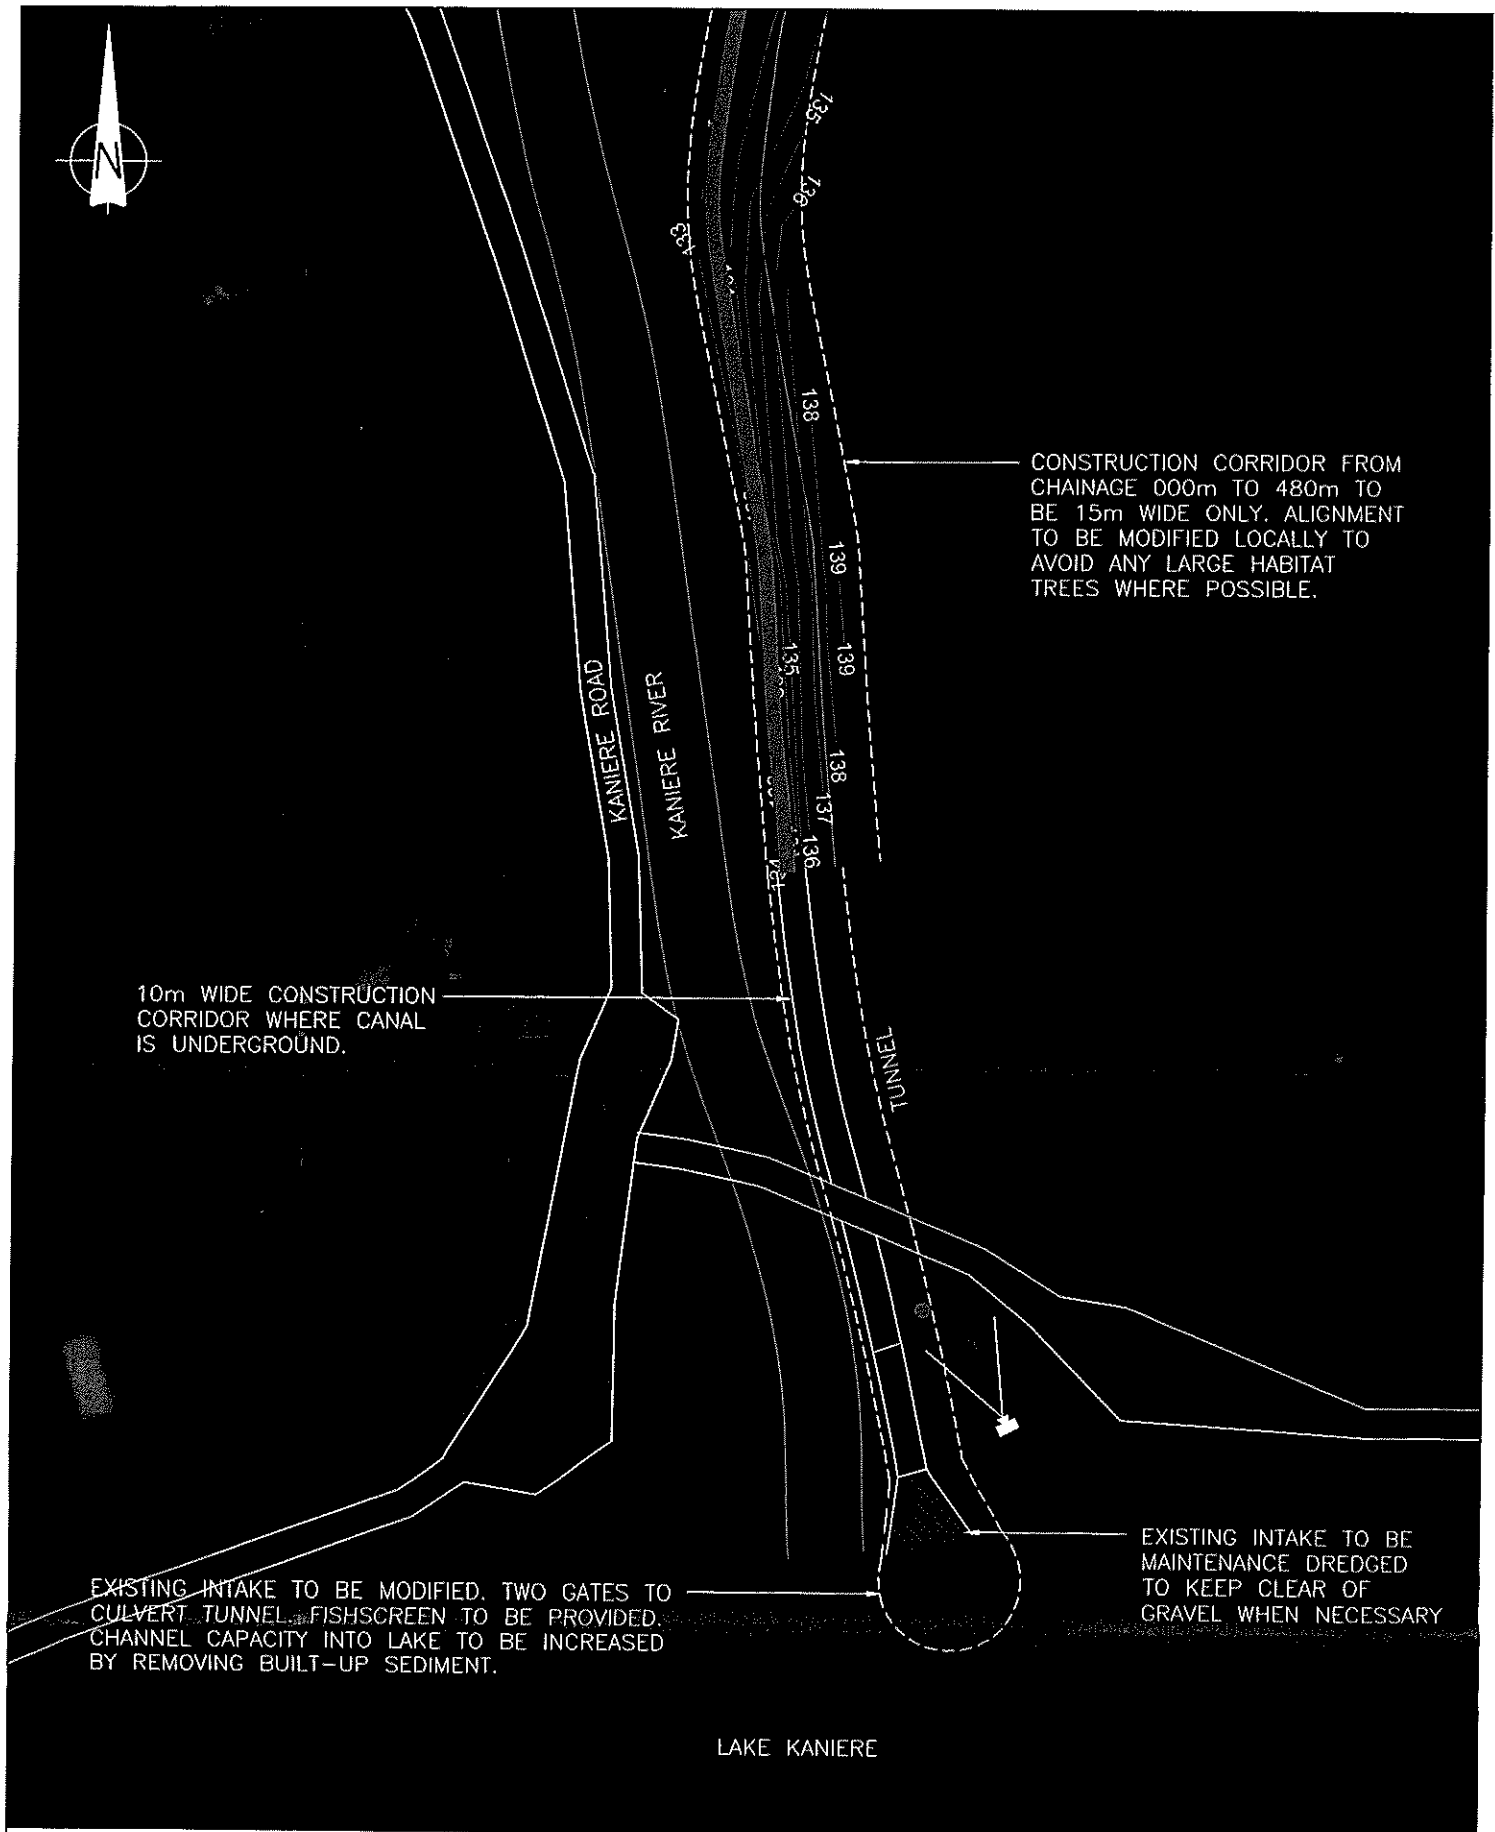 N
135
136
133
138
CONSTRUCTION CORRIDOR FROM
CHAINAGE 000m TO 480m TO
BE 15m WIDE ONLY. ALIGNMENT
TO BE MODIFIED LOCALLY TO
AVOID ANY LARGE HABITAT
TREES WHERE POSSIBLE.
139
135
139
KANIERE ROAD
KANIERE RIVER
138
137
136
134
10m WIDE CONSTRUCTION
CORRIDOR WHERE CANAL
IS UNDERGROUND.
TUNNEL
EXISTING INTAKE TO BE
MAINTENANCE DREDGED
TO KEEP CLEAR OF
GRAVEL WHEN NECESSARY
EXISTING INTAKE TO BE MODIFIED. TWO GATES TO
CULVERT TUNNEL. FISHSCREEN TO BE PROVIDED.
CHANNEL CAPACITY INTO LAKE TO BE INCREASED
BY REMOVING BUILT-UP SEDIMENT.
LAKE KANIERE